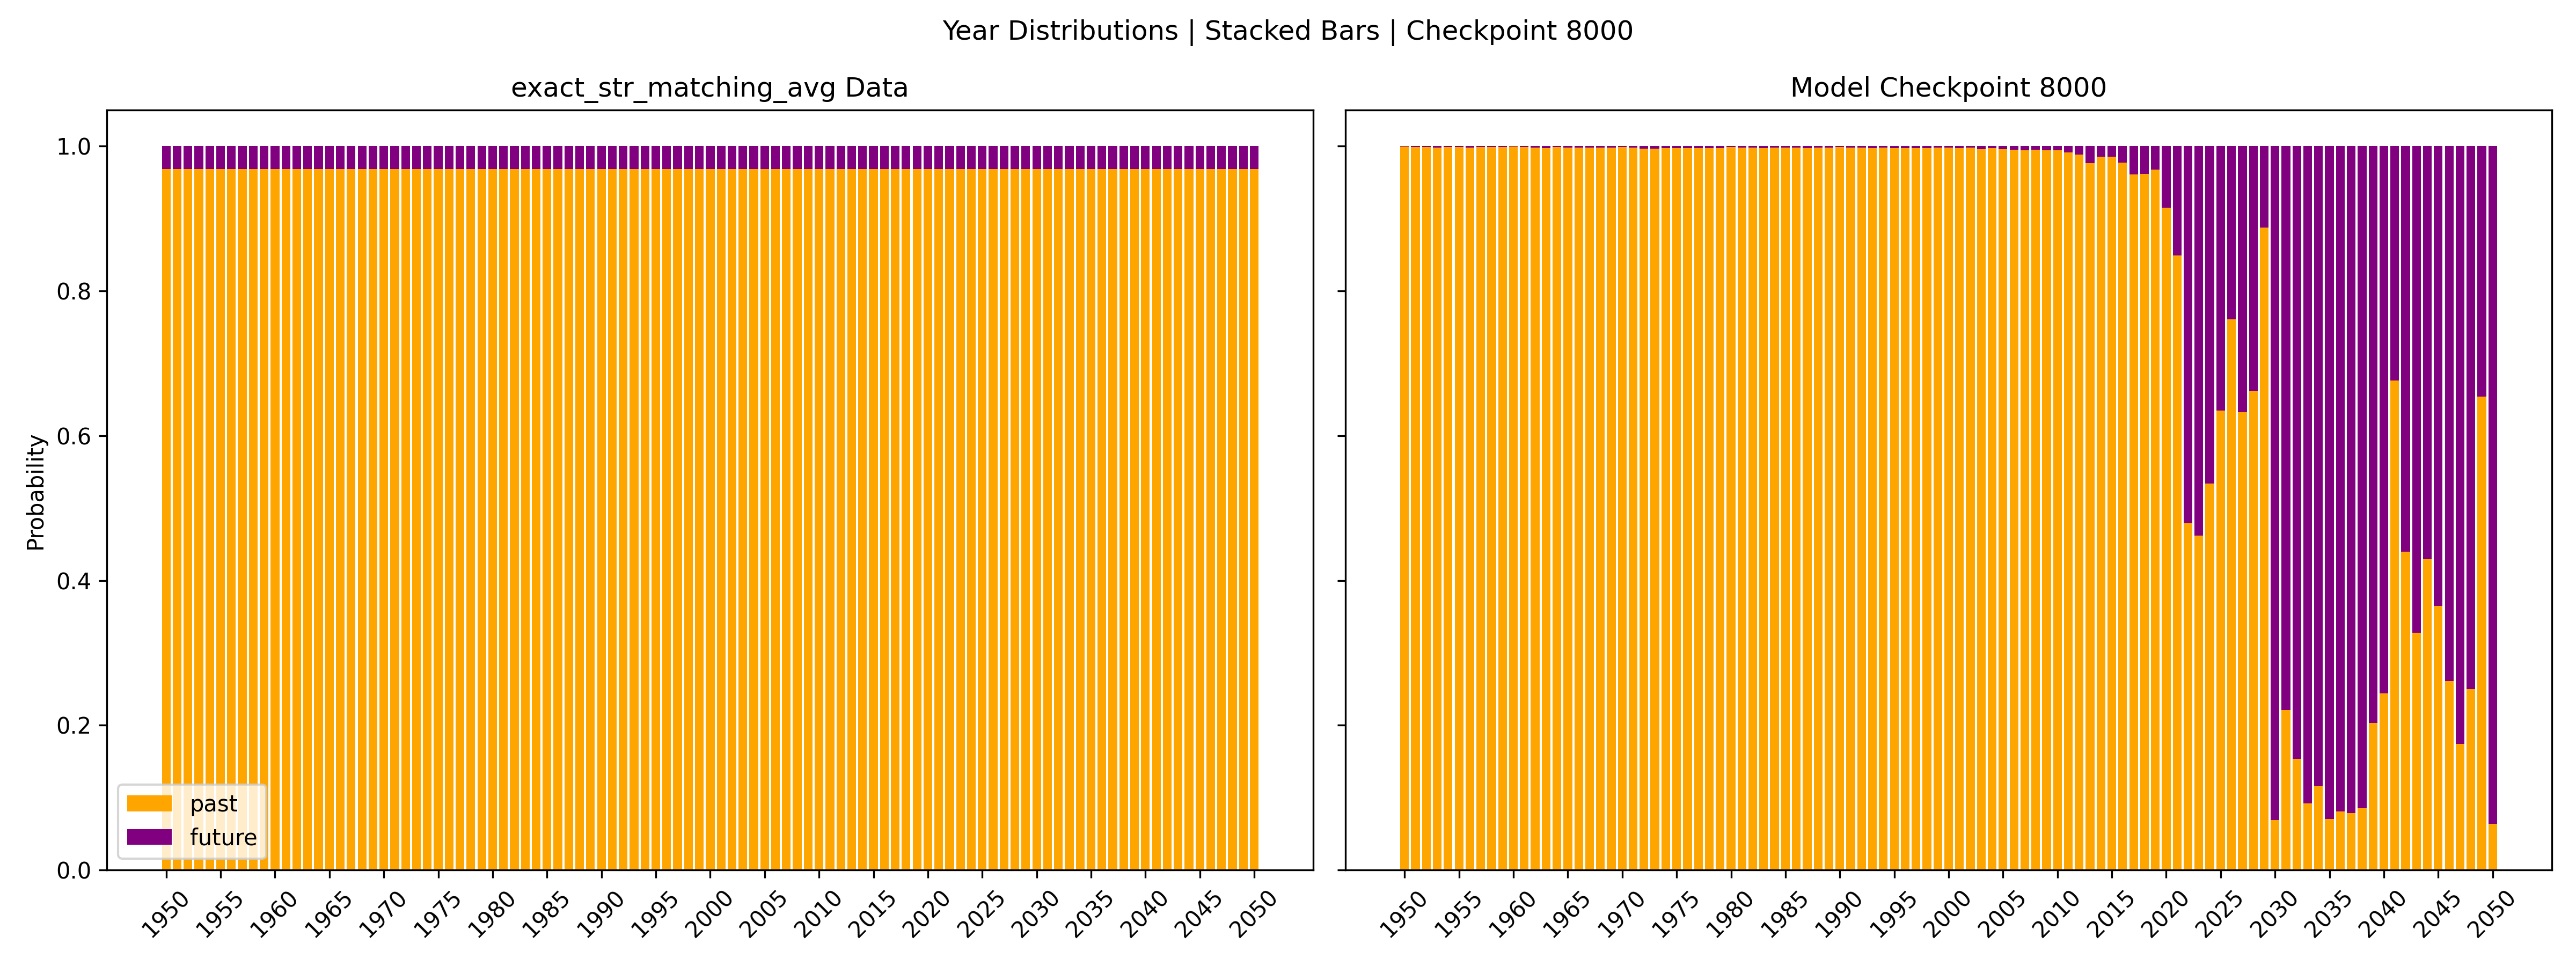 Year Distributions | Stacked Bars | Checkpoint 8000
exact_str_matching_avg Data
Probability
1.0
0.8
0.6
0.4
0.2
0.0
past
future
1950 1955 1960 1965 1970 1975 1980 1985 1990 1995 2000 2005 2010 2015 2020 2025 2030 2035 2040 2045 2050
Model Checkpoint 8000
1950 1955 1960 1965 1970 1975 1980 1985 1990 1995 2000 2005 2010 2015 2020 2025 2030 2035 2040 2045 2050